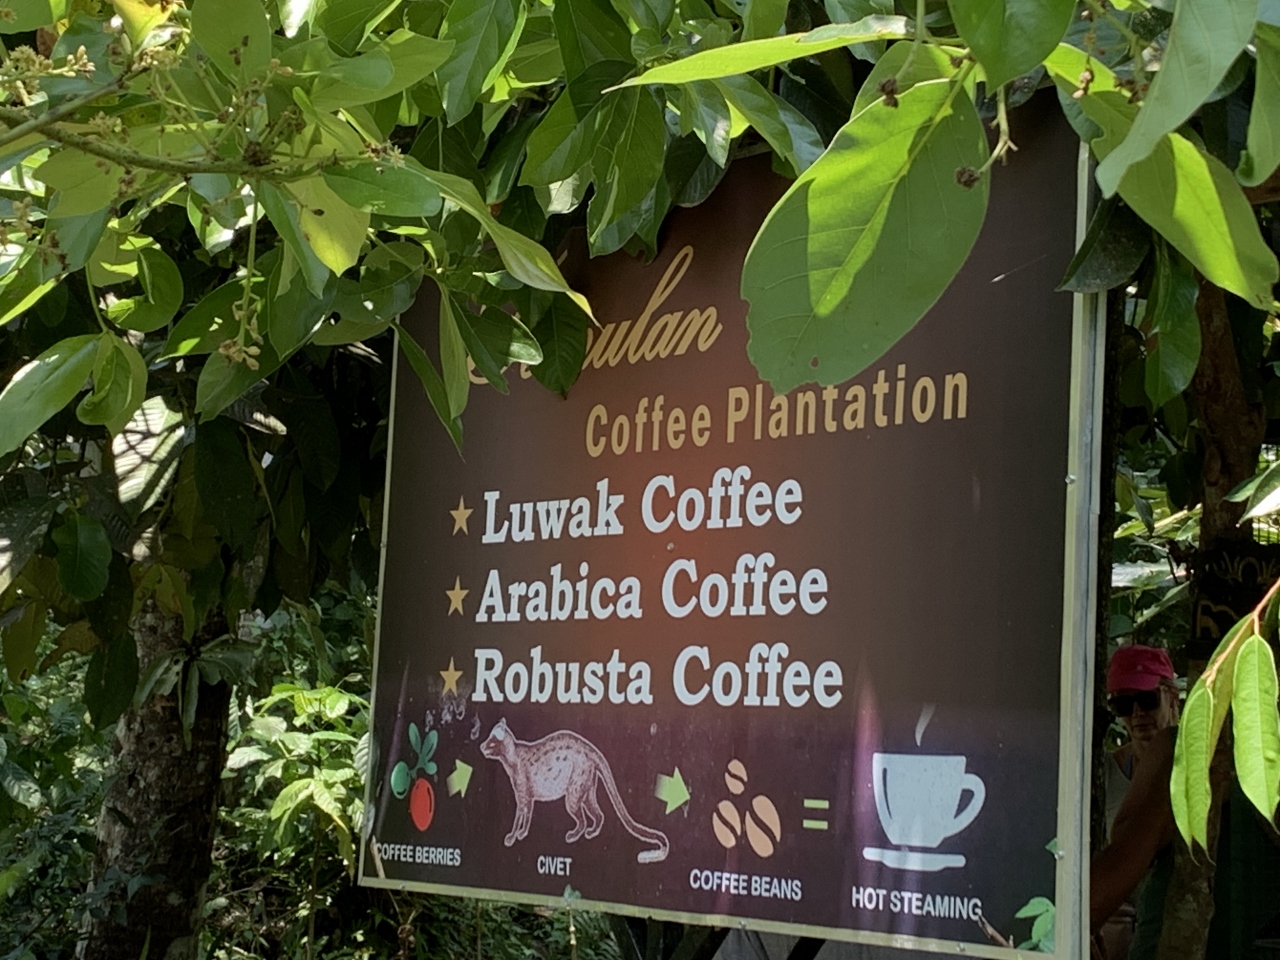 Coffee Plantation
Luwak Coffee
Arabica Coffee
Robusta Coffee
COFFEE BERRIES
CIVET
COFFEE BEANS
HOT STEAMING